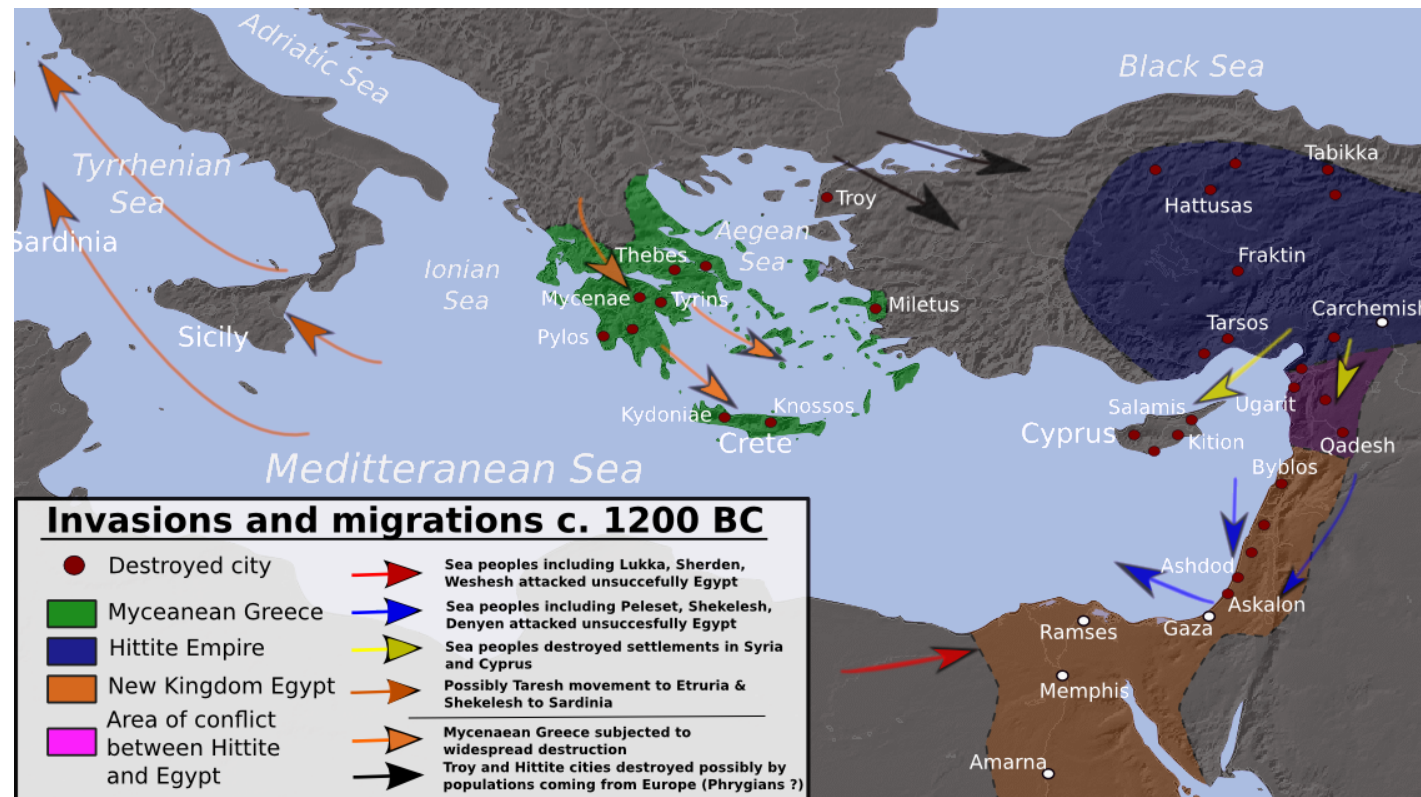 Adriatic Sea
Black Sea
Tyrrhenian
Sea
Sardinia
Tabikka
Hattusas
Troy
Aegean
Sea
Thebes
Ionian
Sea
Fraktin
Mycenae
Tyrins
Miletus
Carchemish
Sicily
Pylos
Tarsos
Kydoniae
Knossos
Crete
Salamis
Ugarit
Cyprus
Kition
Qadesh
Mediterranean Sea
Byblos
Ashdod
Askalon
Gaza
Ramses
Memphis
Amarna
Invasions and migrations c. 1200 BC
Destroyed city
Myceanean Greece
Hittite Empire
New Kingdom Egypt
Area of conflict
between Hittite
and Egypt
Sea peoples including Lukka, Sherden,
Weshesh attacked unsuccefully Egypt
Sea peoples including Peleset, Shekelesh,
Denyen attacked unsuccesfully Egypt
Sea peoples destroyed settlements in Syria
and Cyprus
Possibly Taresh movement to Etruria &
Shekelesh to Sardinia
Mycenaean Greece subjected to
widespread destruction
Troy and Hittite cities destroyed possibly by
populations coming from Europe (Phrygians ?)